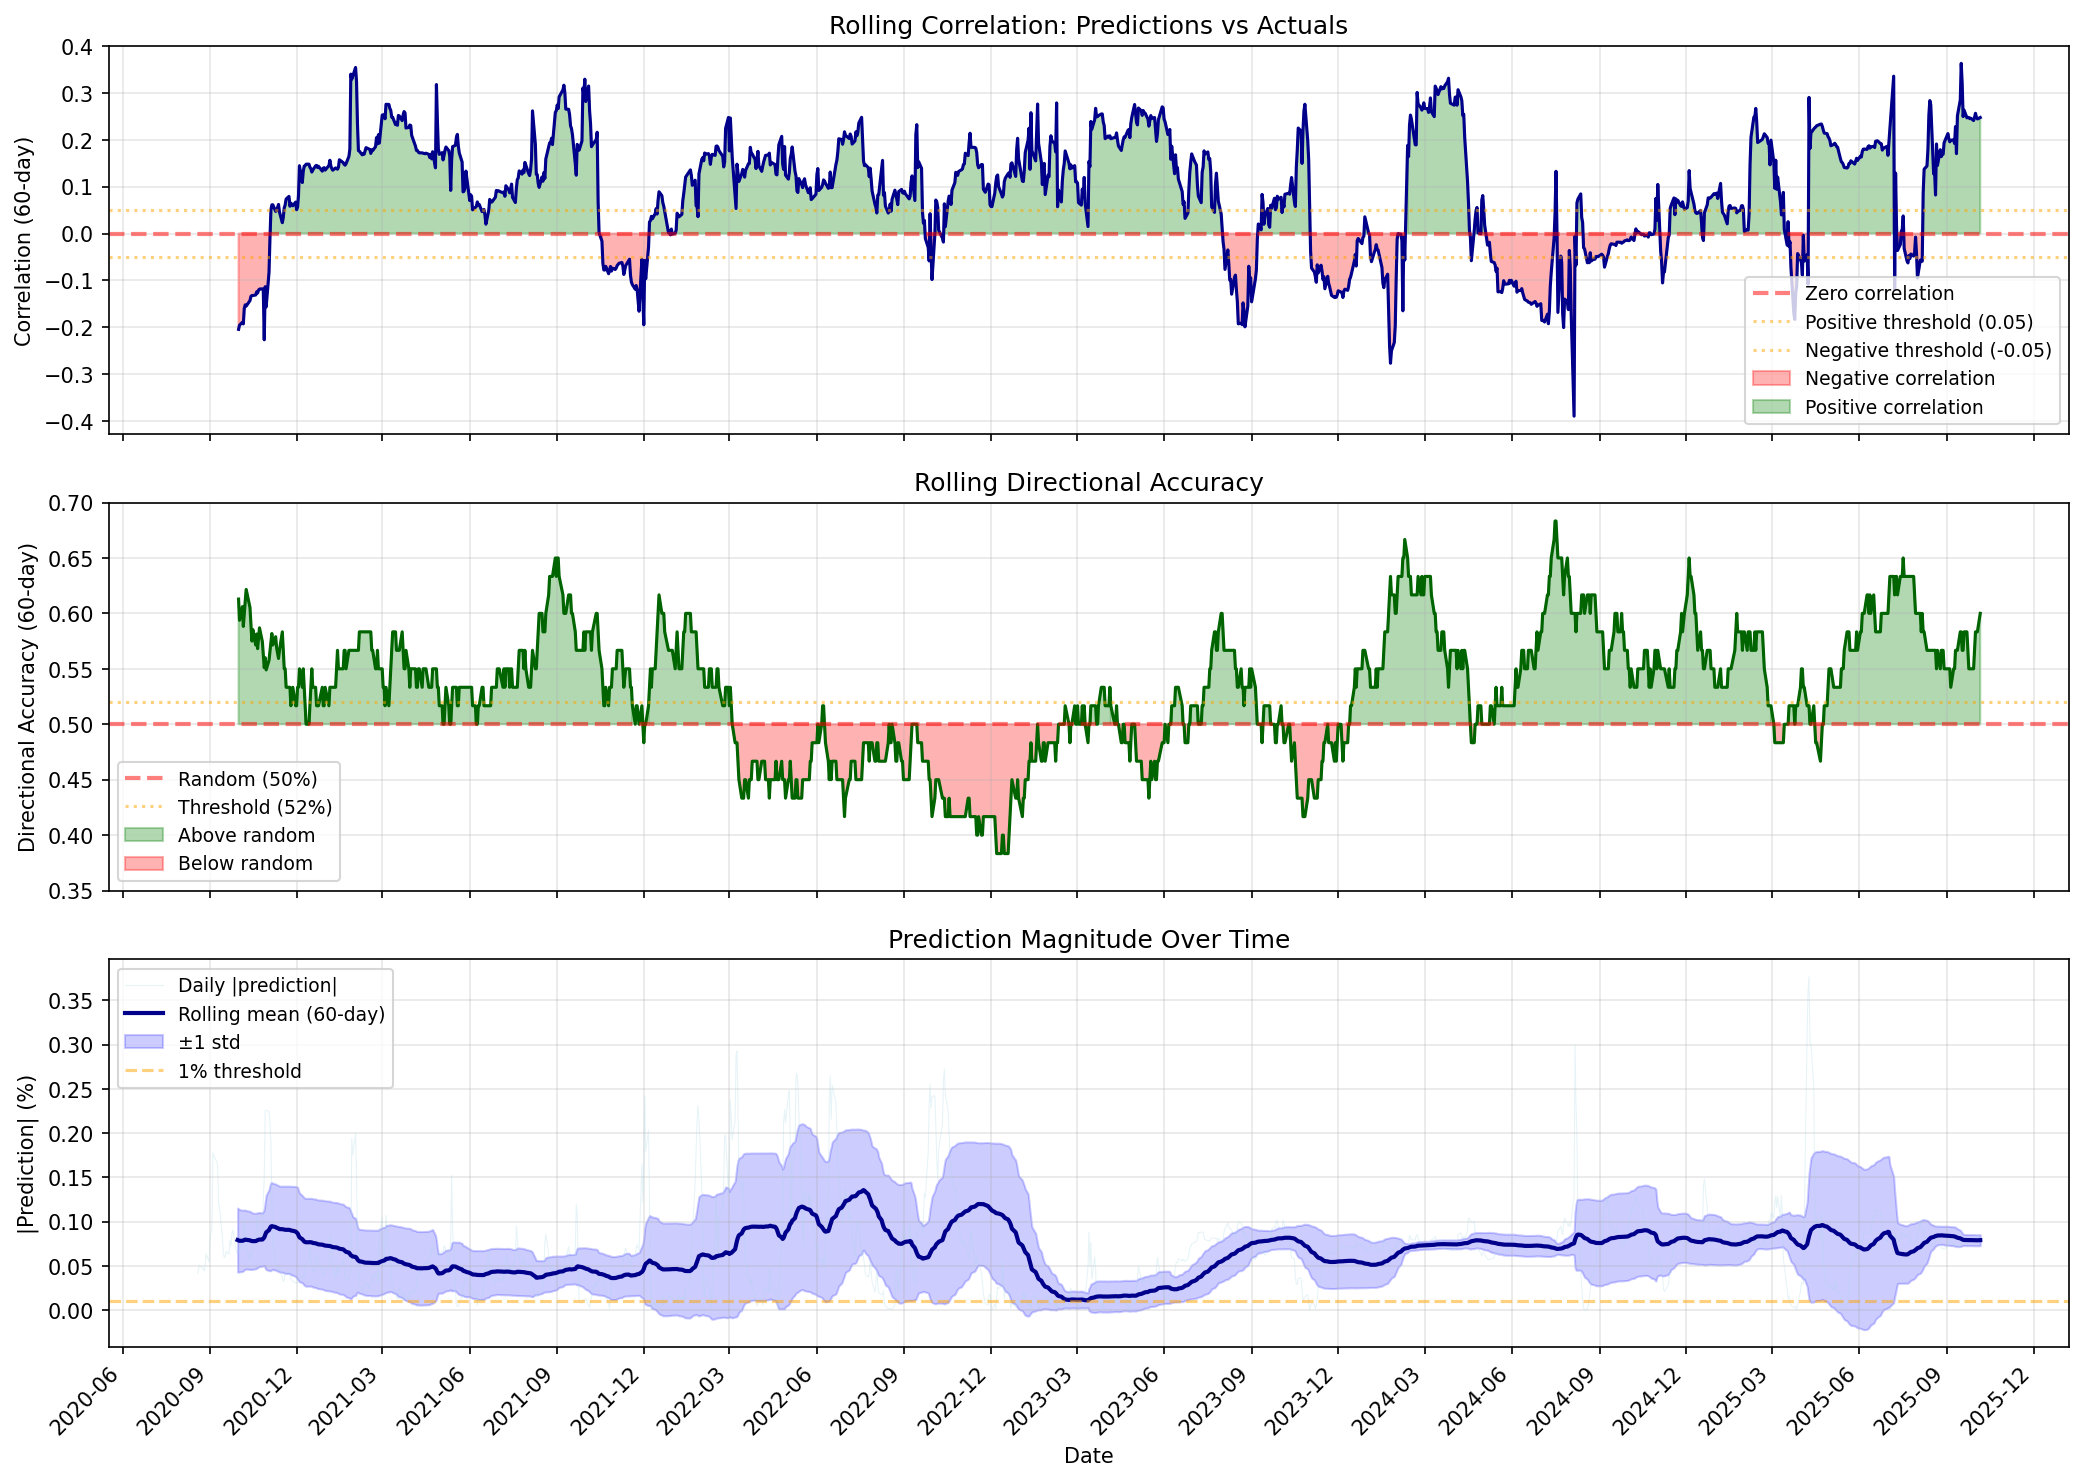 Rolling Correlation: Predictions vs Actuals
Correlation (60-day)
0.4
0.3
0.2
0.1
0.0
−0.1
−0.2
−0.3
−0.4
Zero correlation
Positive threshold (0.05)
Negative threshold (-0.05)
Negative correlation
Positive correlation
Rolling Directional Accuracy
Directional Accuracy (60-day)
0.70
0.65
0.60
0.55
0.50
0.45
0.40
0.35
Random (50%)
Threshold (52%)
Above random
Below random
Prediction Magnitude Over Time
|Prediction| (%)
0.35
0.30
0.25
0.20
0.15
0.10
0.05
0.00
Daily |prediction|
Rolling mean (60-day)
±1 std
1% threshold
2020-06
2020-09
2020-12
2021-03
2021-06
2021-09
2021-12
2022-03
2022-06
2022-09
2022-12
2023-03
2023-06
2023-09
2023-12
2024-03
2024-06
2024-09
2024-12
2025-03
2025-06
2025-09
2025-12
Date